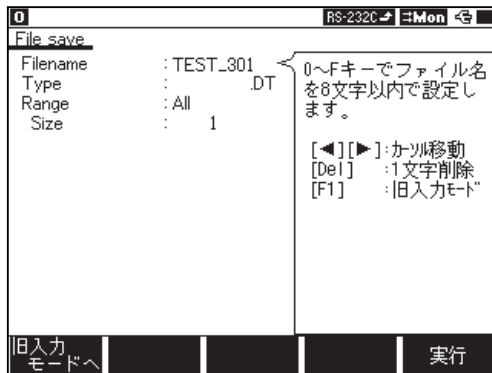 0 RS-232C ⇄Mon
File save
Filename : TEST_301
Type : .DT
Range : All
Size : 1
0～Fキーでファイル名
を8文字以内で設定し
ます。
[◀][▶]:ｶｰｿﾙ移動
[Del] :1文字削除
[F1] :旧入力ﾓｰﾄﾞ
旧入力
モードへ
実行